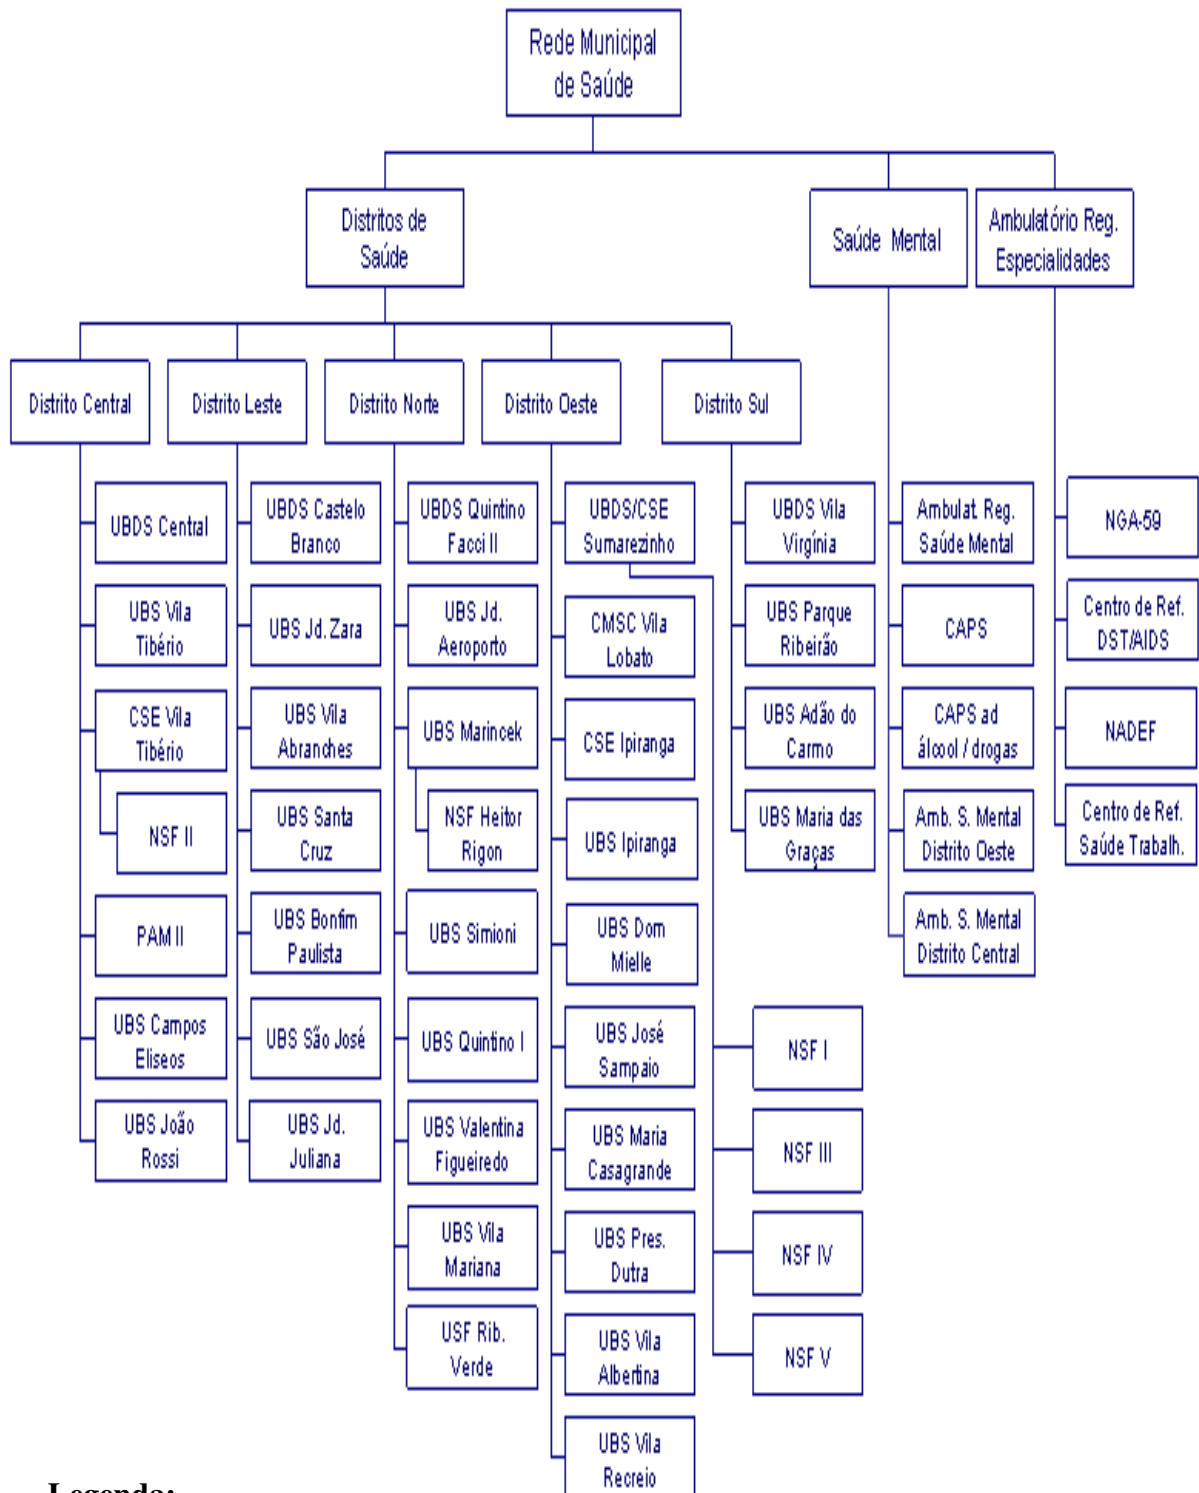 Rede Municipal
de Saúde
Distritos de
Saúde
Saúde Mental
Ambulatório Reg.
Especialidades
Distrito Central
Distrito Leste
Distrito Norte
Distrito Oeste
Distrito Sul
UBDS Central
UBS Vila
Tibério
CSE Vila
Tibério
NSF II
PAM II
UBS Campos
Eliseos
UBS João
Rossi
UBDS Castelo
Branco
UBS Jd. Zara
UBS Vila
Abranches
UBS Santa
Cruz
UBS Bonfim
Paulista
UBS São José
UBS Jd.
Juliana
UBDS Quintino
Facci II
UBS Jd.
Aeroporto
UBS Marincek
NSF Heitor
Rigon
UBS Simioni
UBS Quintino I
UBS Valentina
Figueiredo
UBS Vila
Mariana
USF Rib.
Verde
UBDS/CSE
Sumarezinho
CMSC Vila
Lobato
CSE Ipiranga
UBS Ipiranga
UBS Dom
Mielle
UBS José
Sampaio
UBS Maria
Casagrande
UBS Pres.
Dutra
UBS Vila
Albertina
UBS Vila
Recreio
NSF I
NSF III
NSF IV
NSF V
UBDS Vila
Virgínia
UBS Parque
Ribeirão
UBS Adão do
Carmo
UBS Maria das
Graças
Ambulat. Reg.
Saúde Mental
CAPS
CAPS ad
álcool / drogas
Amb. S. Mental
Distrito Oeste
Amb. S. Mental
Distrito Central
NGA-59
Centro de Ref.
DST/AIDS
NADEF
Centro de Ref.
Saúde Trabalh.
Legenda: